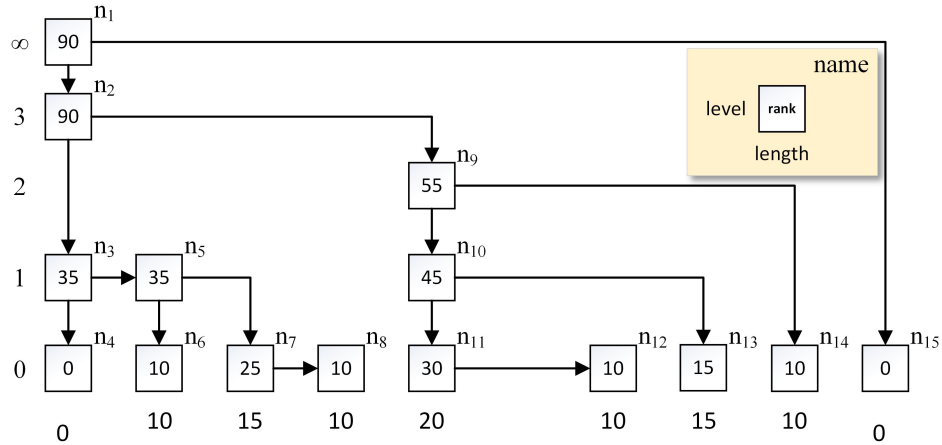 n1
∞ 90
name
n2
level rank
3 90
length
n9
2 55
n3 n5 n10
1 35 35 45
n4 n6 n7 n8 n11 n12 n13 n14 n15
0 0 10 25 10 30 10 15 10 0
0 10 15 10 20 10 15 10 0